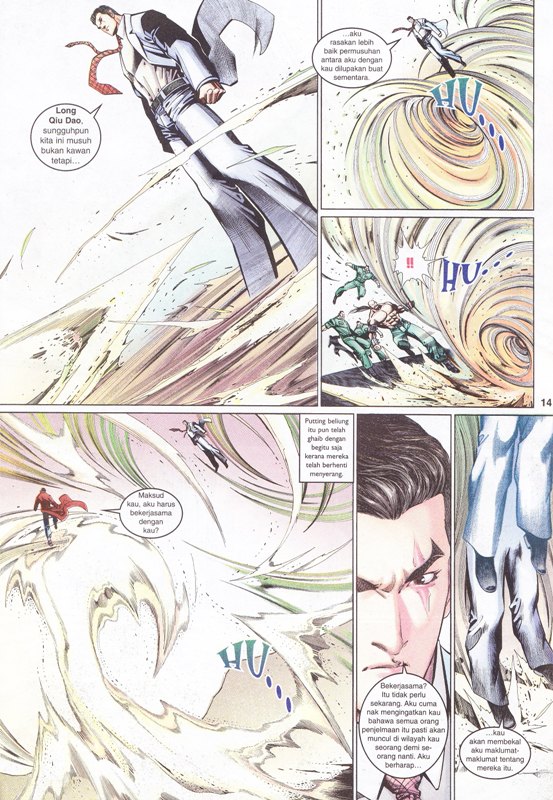 Long
Qiu Dao,
sungguhpun
kita ini musuh
bukan kawan
tetapi...
...aku
rasakan lebih
baik permusuhan
antara aku dengan
kau dilupakan buat
sementara.
HU...
!!
HU...
14
Putting beliung
itu pun telah
ghaib dengan
begitu saja
kerana mereka
telah berhenti
menyerang.
Maksud
kau, aku harus
bekerjasama
dengan
kau?
HU...
Bekerjasama?
Itu tidak perlu
sekarang. Aku cuma
nak mengingatkan kau
bahawa semua orang
penjelmaan itu pasti akan
muncul di wilayah kau
seorang demi se-
orang nanti. Aku
berharap...
...kau
akan membekal
aku maklumat-
maklumat tentang
mereka itu.